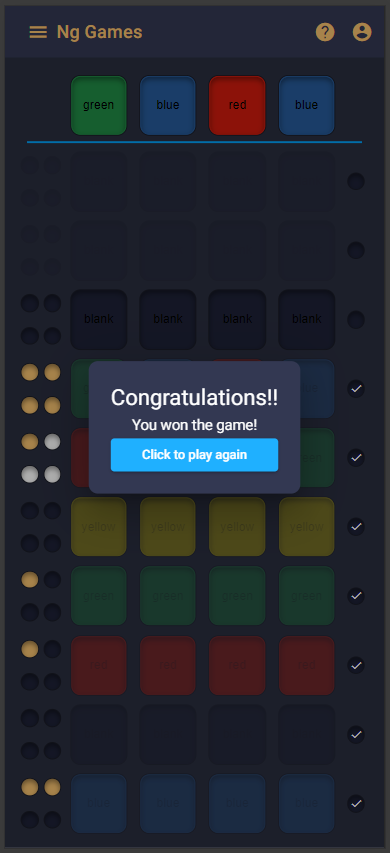 Ng Games
green blue red blue
blank blank blank blank
Congratulations!!
You won the game!
Click to play again
yellow yellow yellow yellow
green green green green
red red red red
blue blue blue blue